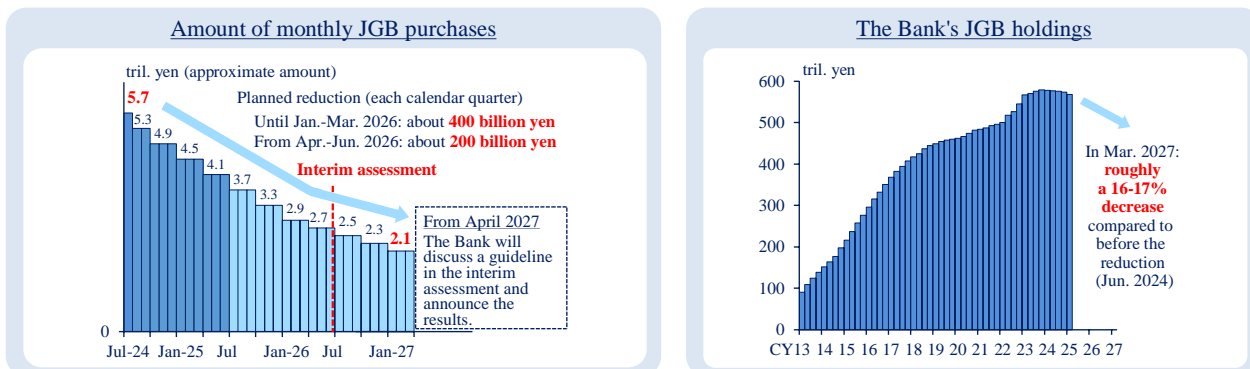 Amount of monthly JGB purchases
tril. yen (approximate amount)
5.7
Planned reduction (each calendar quarter)
Until Jan.-Mar. 2026: about 400 billion yen
From Apr.-Jun. 2026: about 200 billion yen
Interim assessment
5.3
4.9
4.5
4.1
3.7
3.3
2.9
2.7
2.5
2.3
2.1
From April 2027
The Bank will
discuss a guideline
in the interim
assessment and
announce the
results.
0
Jul-24 Jan-25 Jul Jan-26 Jul Jan-27
The Bank's JGB holdings
tril. yen
600
500
400
300
200
100
0
CY13 14 15 16 17 18 19 20 21 22 23 24 25 26 27
In Mar. 2027:
roughly
a 16-17%
decrease
compared to
before the
reduction
(Jun. 2024)